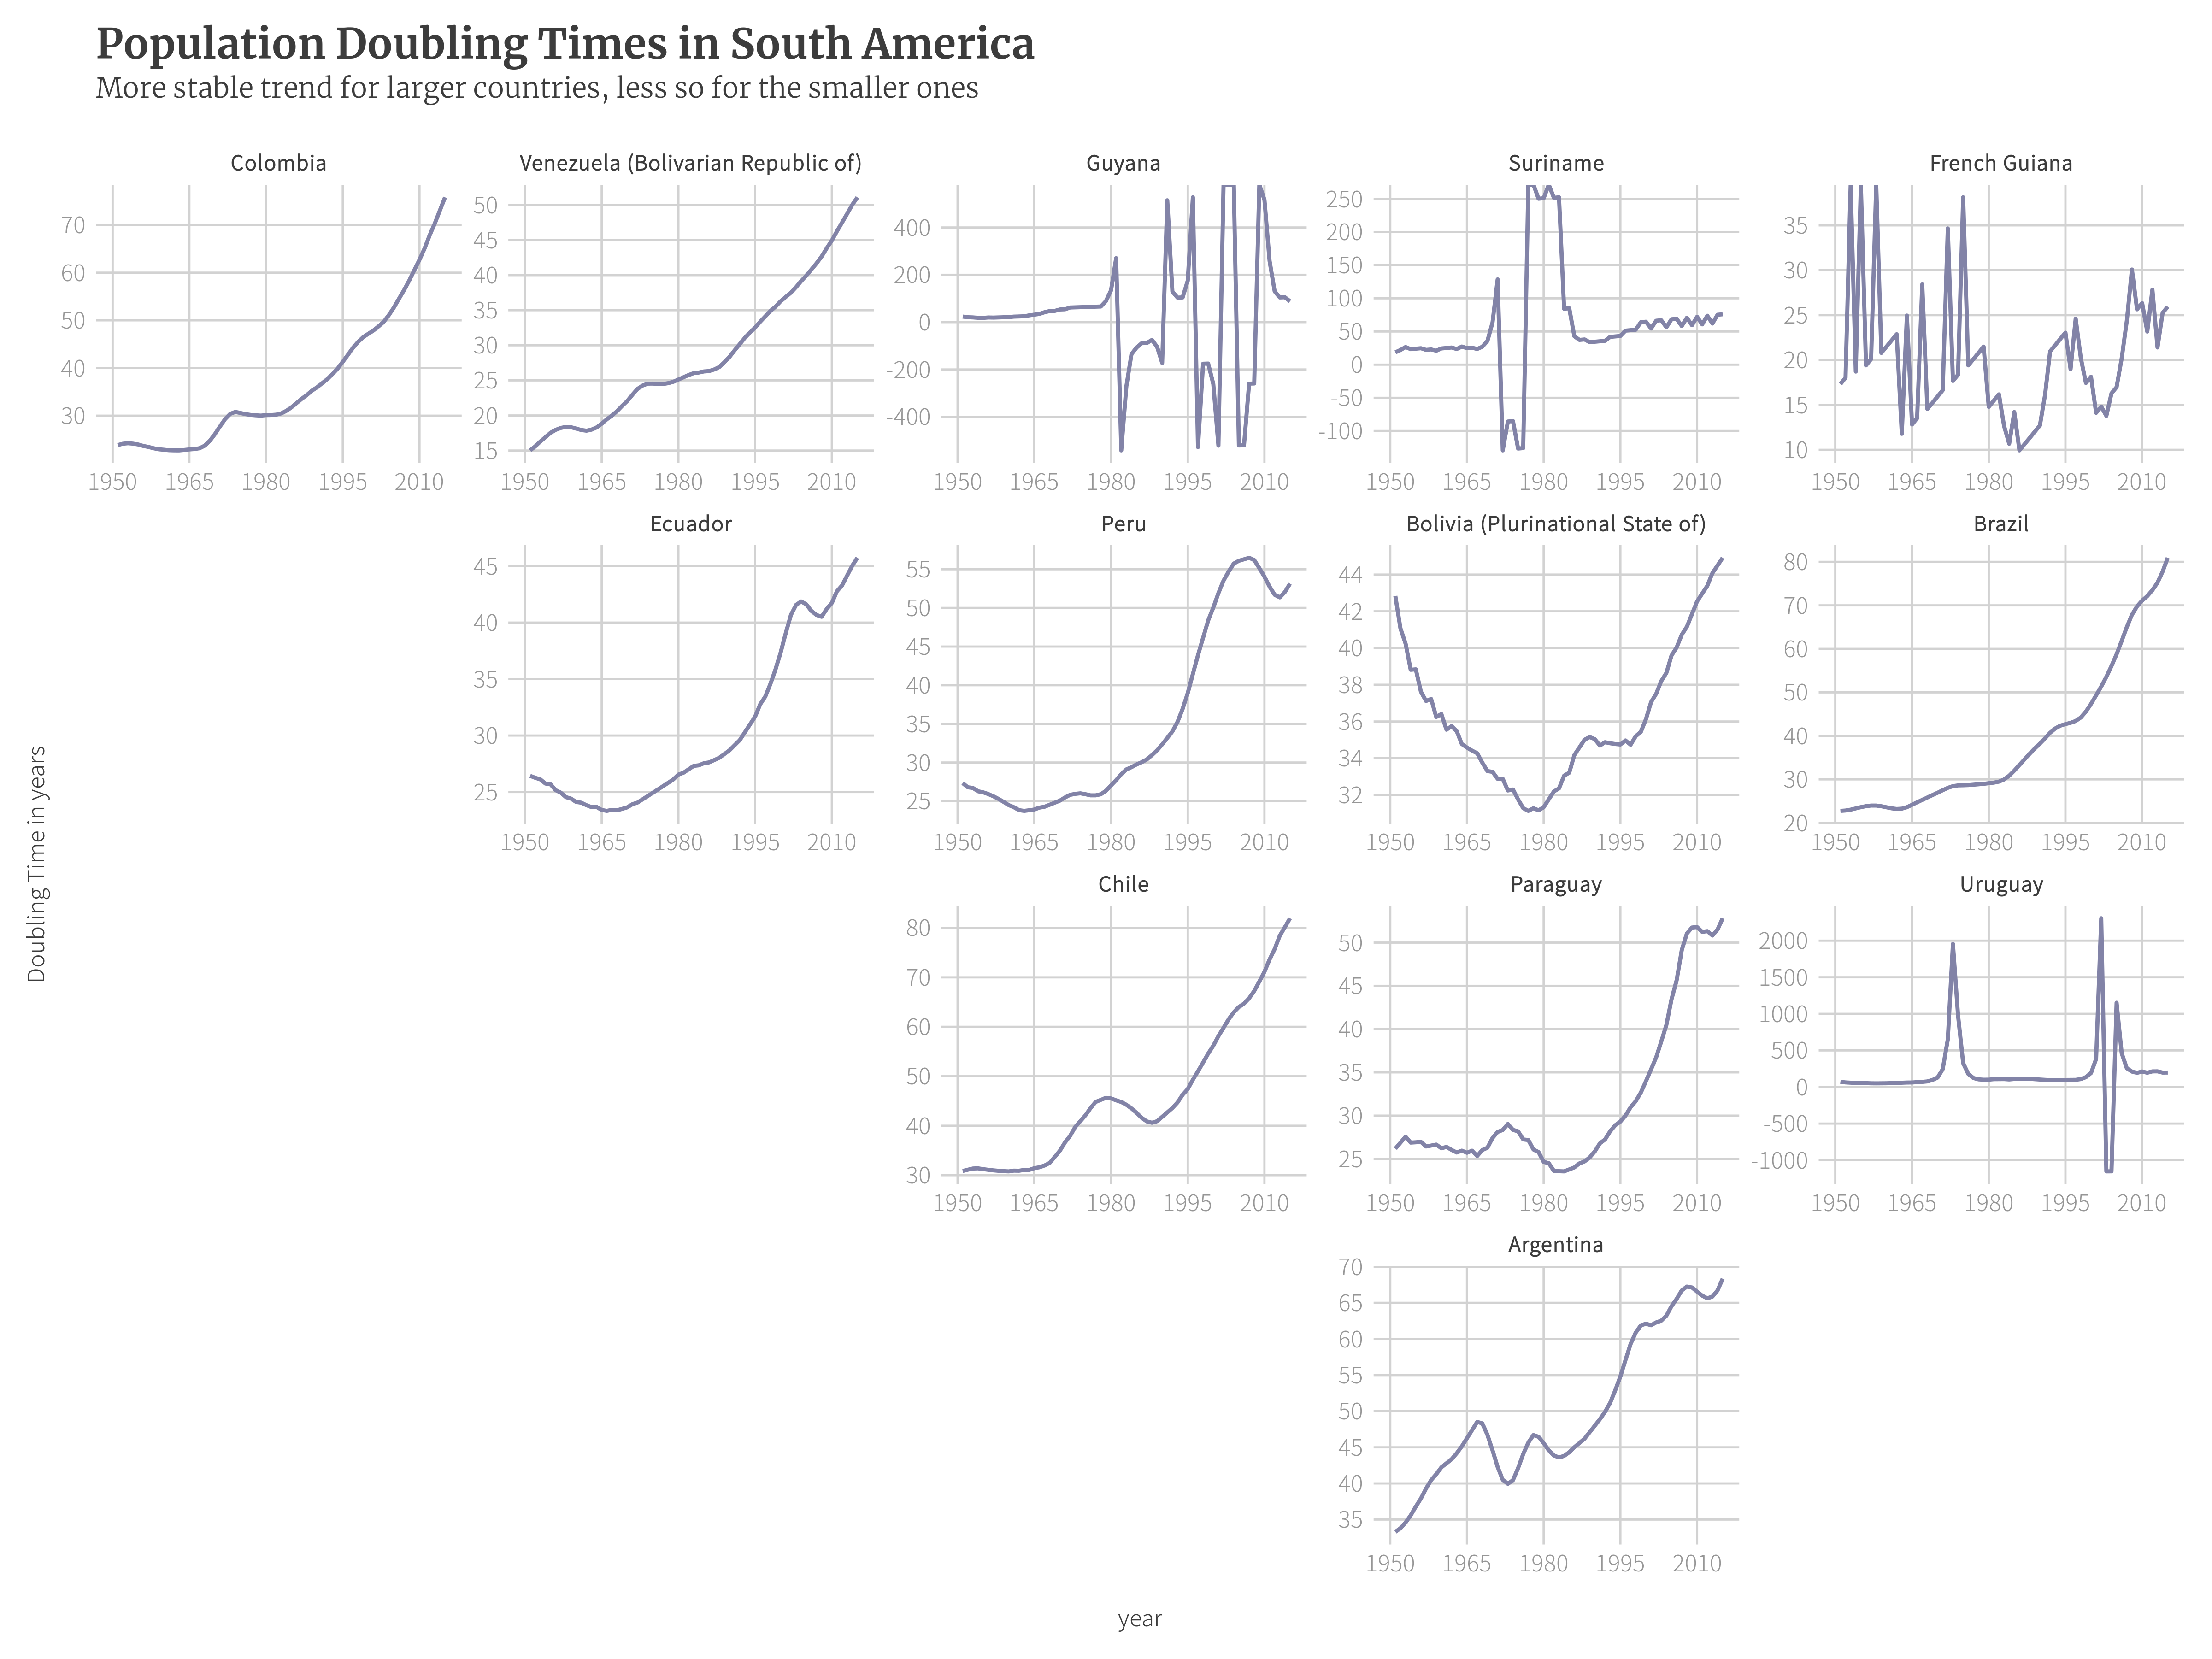 Population Doubling Times in South America
More stable trend for larger countries, less so for the smaller ones
Doubling Time in years
Colombia
70
60
50
40
30
1950 1965 1980 1995 2010
Venezuela (Bolivarian Republic of)
50
45
40
35
30
25
20
15
1950 1965 1980 1995 2010
Guyana
400
200
0
-200
-400
1950 1965 1980 1995 2010
Suriname
250
200
150
100
50
0
-50
-100
1950 1965 1980 1995 2010
French Guiana
35
30
25
20
15
10
1950 1965 1980 1995 2010
Ecuador
45
40
35
30
25
1950 1965 1980 1995 2010
Peru
55
50
45
40
35
30
25
1950 1965 1980 1995 2010
Bolivia (Plurinational State of)
44
42
40
38
36
34
32
1950 1965 1980 1995 2010
Brazil
80
70
60
50
40
30
20
1950 1965 1980 1995 2010
Chile
80
70
60
50
40
30
1950 1965 1980 1995 2010
Paraguay
50
45
40
35
30
25
1950 1965 1980 1995 2010
Uruguay
2000
1500
1000
500
0
-500
-1000
1950 1965 1980 1995 2010
Argentina
70
65
60
55
50
45
40
35
1950 1965 1980 1995 2010
year